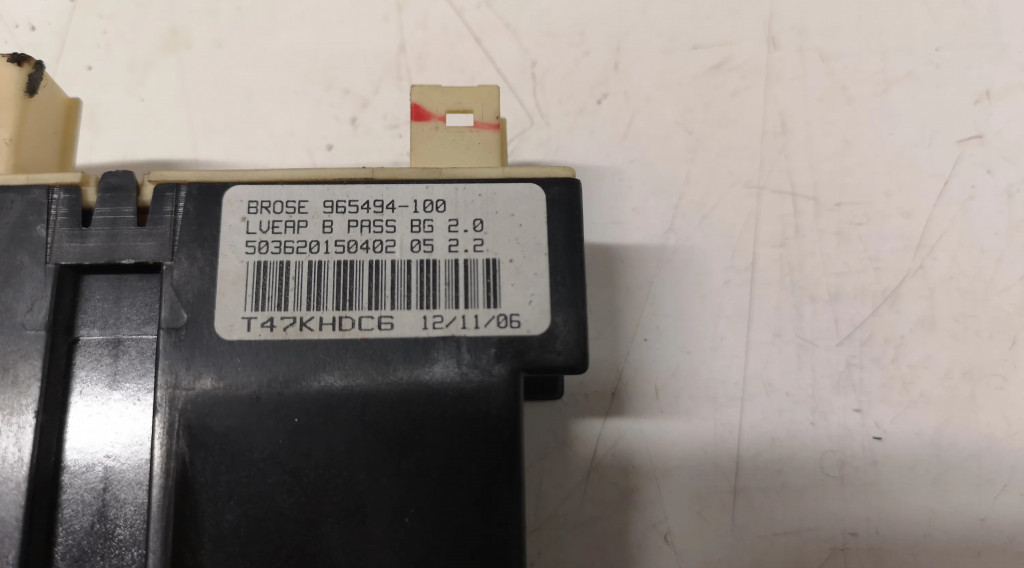 BROSE 965494-100
LVEAP B PASS BG 2.0
503620150402 05 2.2
T47KHDC6 12/11/06